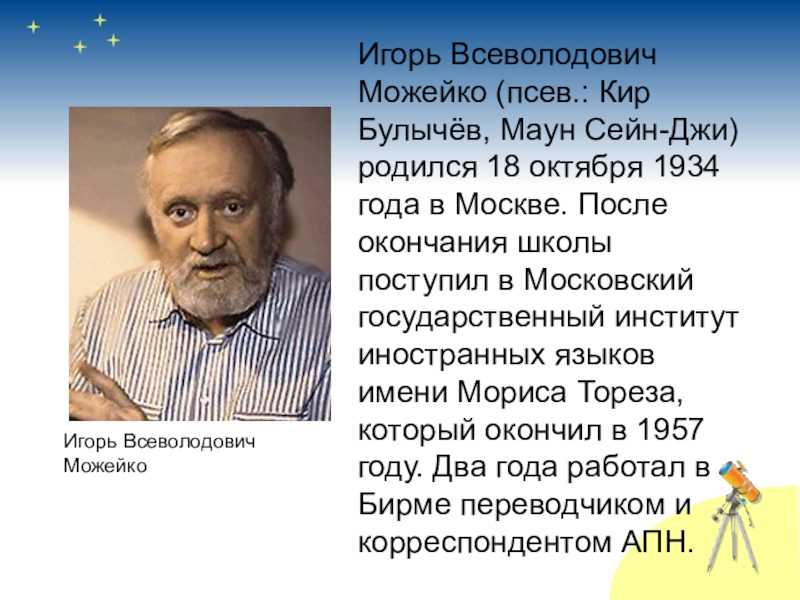 Игорь Всеволодович
Можейко (псев.: Кир
Булычёв, Маун Сейн-Джи)
родился 18 октября 1934
года в Москве. После
окончания школы
поступил в Московский
государственный институт
иностранных языков
имени Мориса Тореза,
который окончил в 1957
году. Два года работал в
Бирме переводчиком и
корреспондентом АПН.
Игорь Всеволодович
Можейко